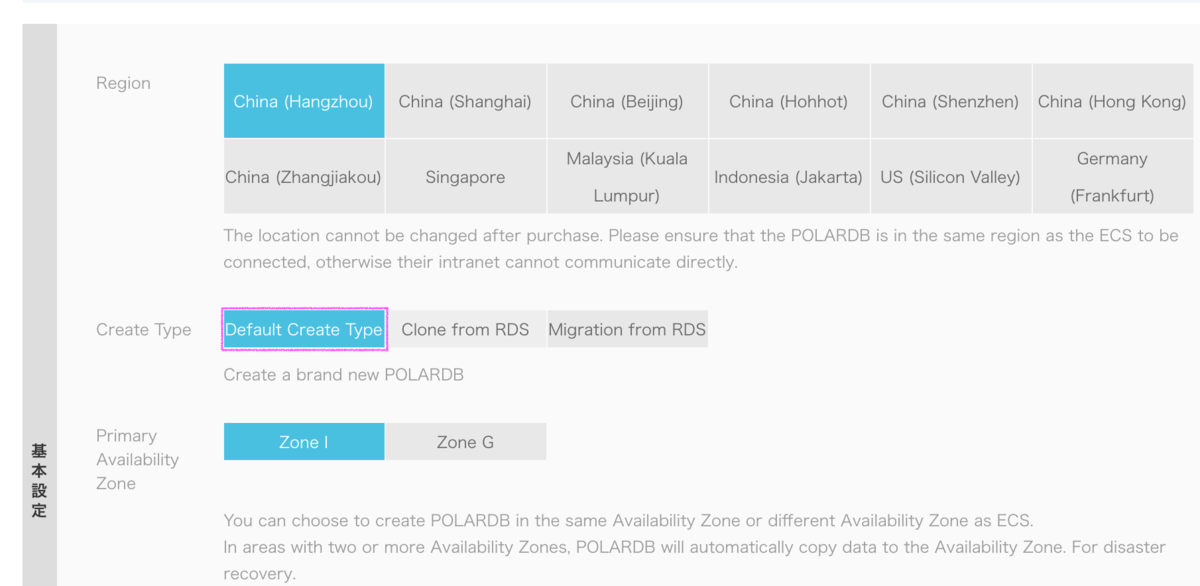 Region
China (Hangzhou)
China (Shanghai)
China (Beijing)
China (Hohhot)
China (Shenzhen)
China (Hong Kong)
China (Zhangjiakou)
Singapore
Malaysia (Kuala
Lumpur)
Indonesia (Jakarta)
US (Silicon Valley)
Germany
(Frankfurt)
The location cannot be changed after purchase. Please ensure that the POLARDB is in the same region as the ECS to be
connected, otherwise their intranet cannot communicate directly.
Create Type
Default Create Type
Clone from RDS
Migration from RDS
Create a brand new POLARDB
基本設定
Primary
Availability
Zone
Zone I
Zone G
You can choose to create POLARDB in the same Availability Zone or different Availability Zone as ECS.
In areas with two or more Availability Zones, POLARDB will automatically copy data to the Availability Zone. For disaster
recovery.